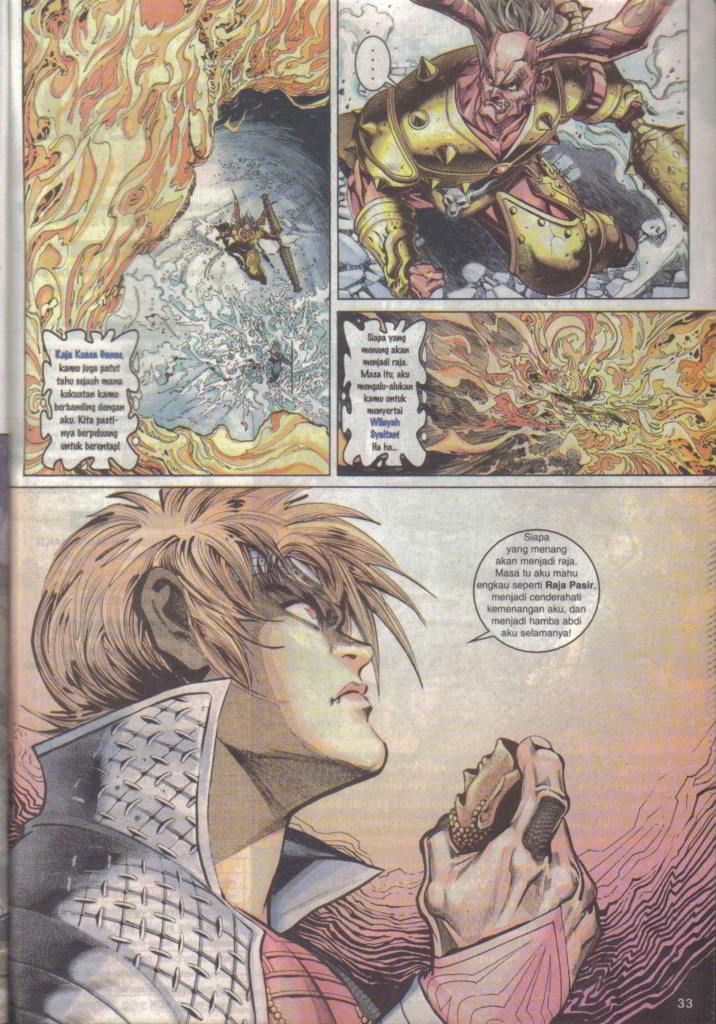 Raja Kuasa Ganas,
kamu juga patut
tahu sejauh mana
kekuatan kamu
berbanding dengan
aku. Kita pasti-
nya berpeluang
untuk berentap!
....
Siapa yang
menang akan
menjadi raja.
Masa itu, aku
mengalu-alukan
kamu untuk
menyertai
Wilayah
Syaitan!
Ha ha...
Siapa
yang menang
akan menjadi raja.
Masa tu aku mahu
engkau seperti Raja Pasir,
menjadi cenderahati
kemenangan aku, dan
menjadi hamba abdi
aku selamanya!
33